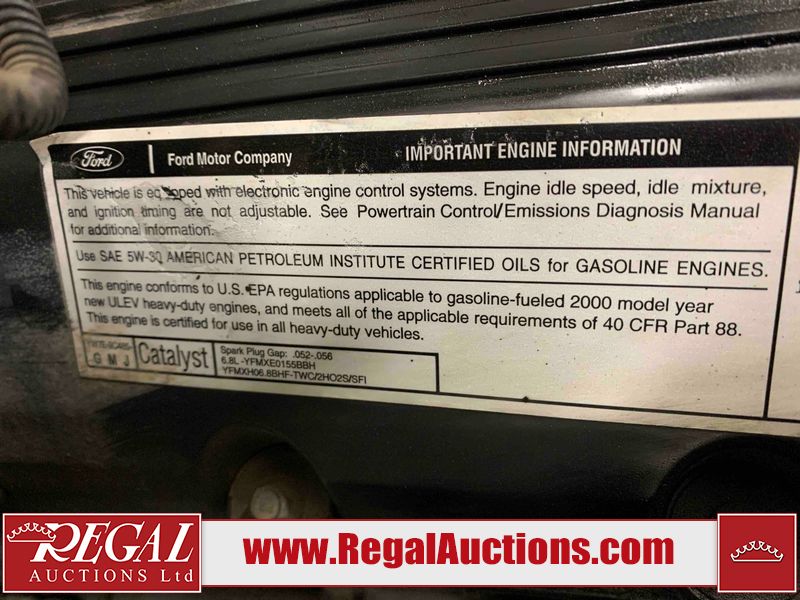 Ford | Ford Motor Company IMPORTANT ENGINE INFORMATION
This vehicle is equipped with electronic engine control systems. Engine idle speed, idle mixture,
and ignition timing are not adjustable. See Powertrain Control/Emissions Diagnosis Manual
for additional information.
Use SAE 5W-30 AMERICAN PETROLEUM INSTITUTE CERTIFIED OILS for GASOLINE ENGINES.
This engine conforms to U.S. EPA regulations applicable to gasoline-fueled 2000 model year
new ULEV heavy-duty engines, and meets all of the applicable requirements of 40 CFR Part 88.
This engine is certified for use in all heavy-duty vehicles.
G M J
Catalyst
Spark Plug Gap: .052-.056
6.8L -YFMXE0155BBH
YFMXH06.8BHF-TWC/2HO2S/SFI
REGAL
AUCTIONS Ltd
www.RegalAuctions.com